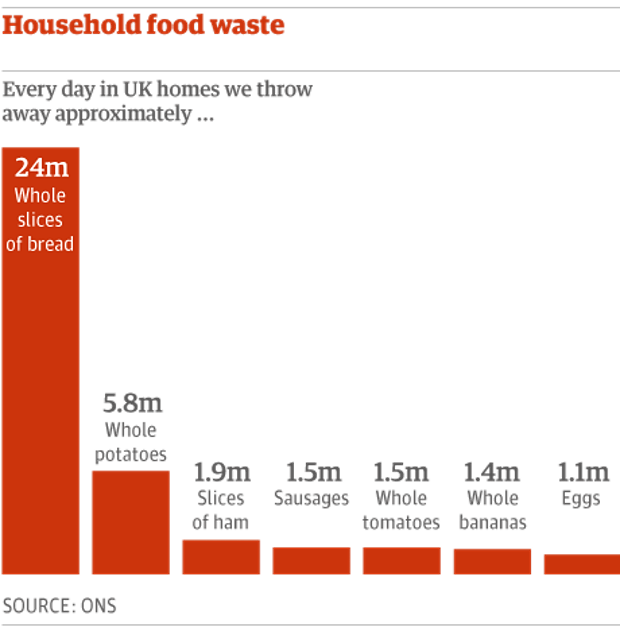 Household food waste
Every day in UK homes we throw
away approximately ...
24m
Whole
slices
of bread
5.8m
Whole
potatoes
1.9m
Slices
of ham
1.5m
Sausages
1.5m
Whole
tomatoes
1.4m
Whole
bananas
1.1m
Eggs
SOURCE: ONS